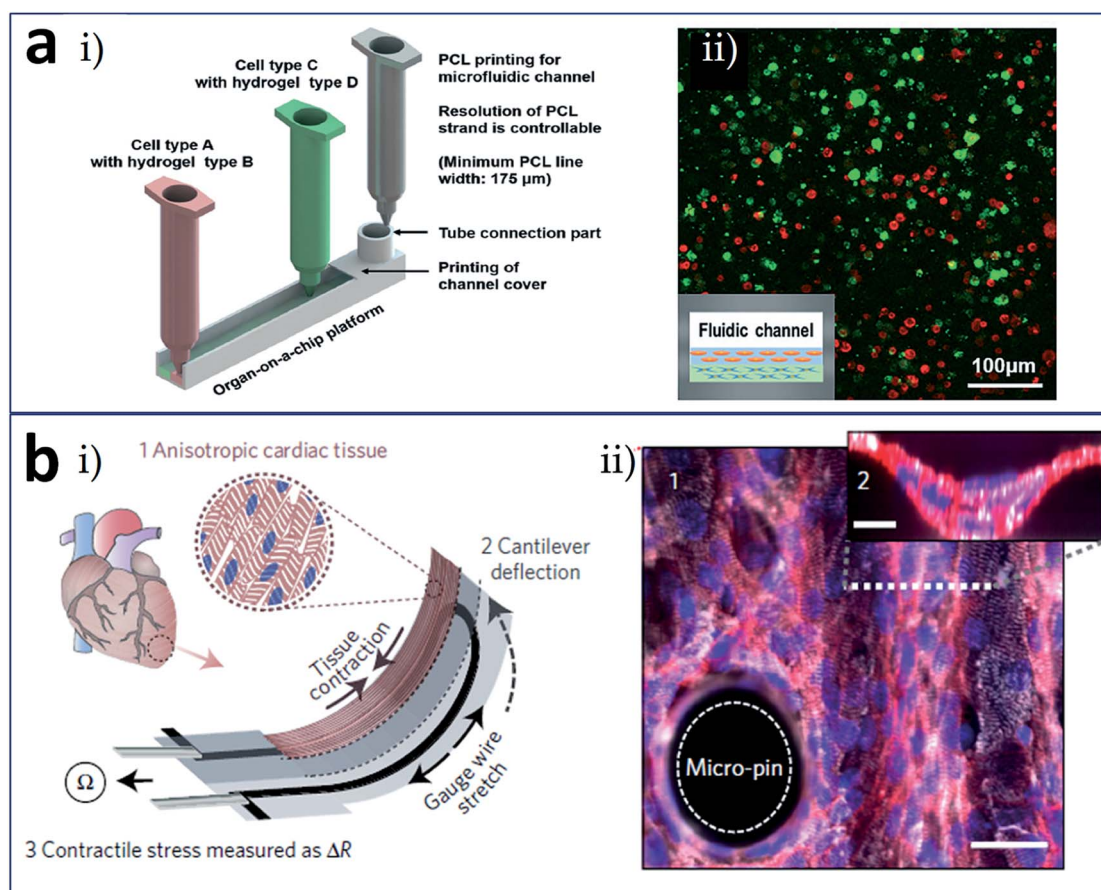 a i)
Cell type A
with hydrogel type B
Cell type C
with hydrogel type D
PCL printing for
microfluidic channel
Resolution of PCL
strand is controllable
(Minimum PCL line
width: 175 µm)
Tube connection part
Printing of
channel cover
Organ-on-a-chip platform
ii)
Fluidic channel
100µm
b i)
1 Anisotropic cardiac tissue
2 Cantilever
deflection
Tissue
contraction
Gauge wire
stretch
Ω
3 Contractile stress measured as ΔR
ii)
1
2
Micro-pin